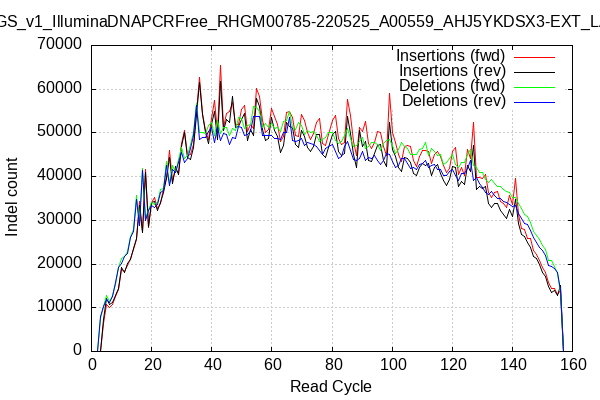 GS_v1_IlluminaDNAPCRFree_RHGM00785-220525_A00559_AHJ5YKDSX3-EXT_L
70000
60000
50000
40000
30000
20000
10000
0
Indel count
Insertions (fwd)
Insertions (rev)
Deletions (fwd)
Deletions (rev)
0 20 40 60 80 100 120 140 160
Read Cycle